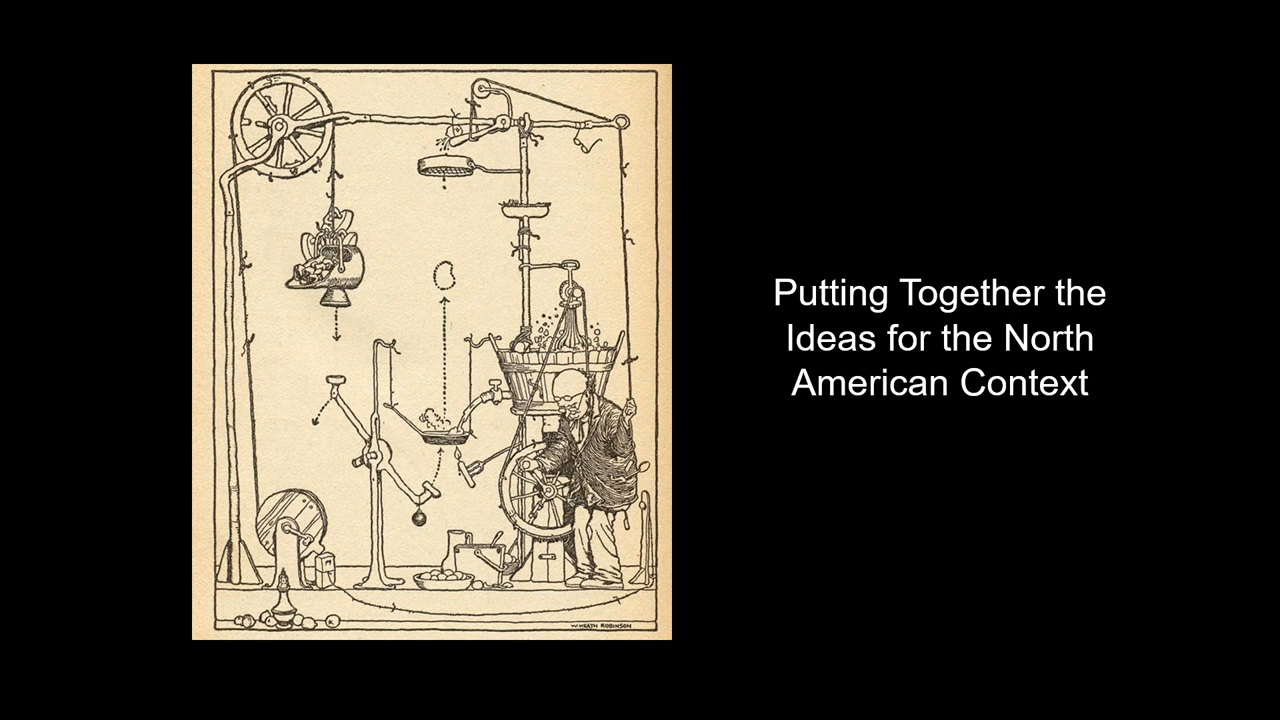 Putting Together the
Ideas for the North
American Context
W. HEATH ROBINSON